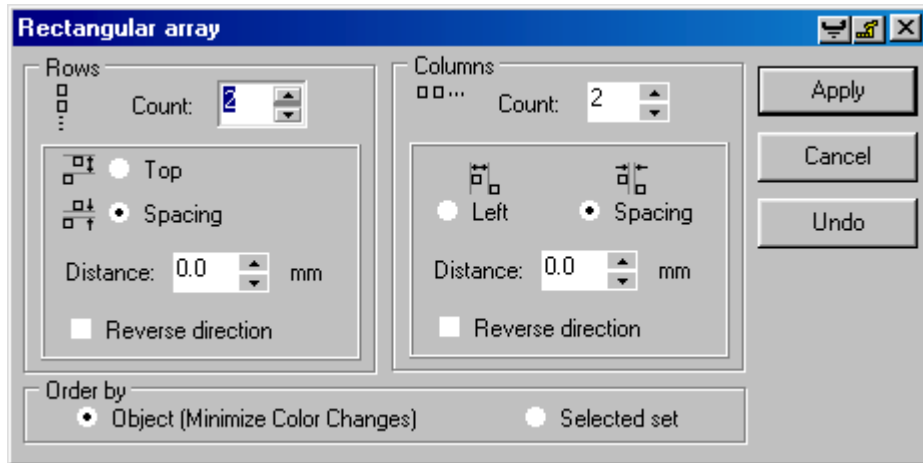 Rectangular array
Rows
Count: 2
Top
Spacing
Distance: 0.0 mm
Reverse direction
Columns
Count: 2
Left Spacing
Distance: 0.0 mm
Reverse direction
Apply
Cancel
Undo
Order by
Object (Minimize Color Changes) Selected set